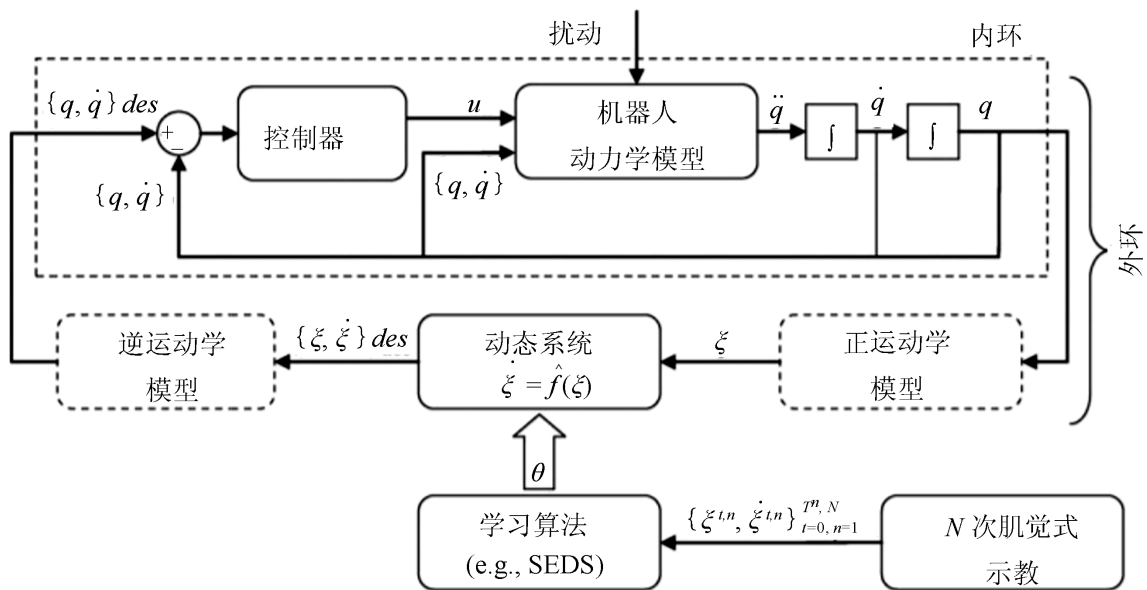 扰动
内环
{q, q̇} des
+
−
控制器
u
机器人
动力学模型
q̈
∫
q̇
∫
q
{q, q̇}
{q, q̇}
外环
逆运动学
模型
{ξ, ξ̇} des
动态系统
ξ̇ = f̂(ξ)
ξ
正运动学
模型
θ
学习算法
(e.g., SEDS)
{ξ^{t,n}, ξ̇^{t,n}}^{T^n, N}_{t=0, n=1}
N 次肌觉式
示教